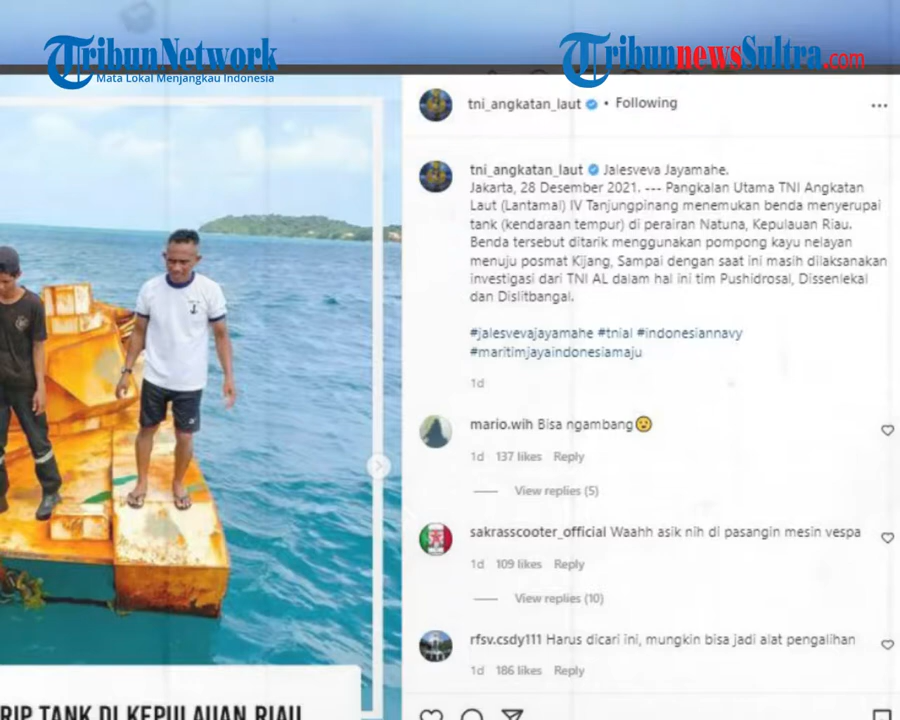 TribunNetwork
Mata Lokal Menjangkau Indonesia
TribunnewsSultra.com
tni_angkatan_laut • Following
tni_angkatan_laut Jalesveva Jayamahe.
Jakarta, 28 Desember 2021. --- Pangkalan Utama TNI Angkatan
Laut (Lantamal) IV Tanjungpinang menemukan benda menyerupai
tank (kendaraan tempur) di perairan Natuna, Kepulauan Riau.
Benda tersebut ditarik menggunakan pompong kayu nelayan
menuju posmat Kijang, Sampai dengan saat ini masih dilaksanakan
investigasi dari TNI AL dalam hal ini tim Pushidrosal, Dissenlekal
dan Dislitbangal.
#jalesvevajayamahe #tnial #indonesiannavy
#maritimjayaindonesiamaju
1d
mario.wih Bisa ngambang😲
1d 137 likes Reply
View replies (5)
sakrasscooter_official Waahh asik nih di pasangin mesin vespa
1d 109 likes Reply
View replies (10)
rfsv.csdy111 Harus dicari ini, mungkin bisa jadi alat pengalihan
1d 186 likes Reply
RIP TANK DI KEPULAUAN RIAU